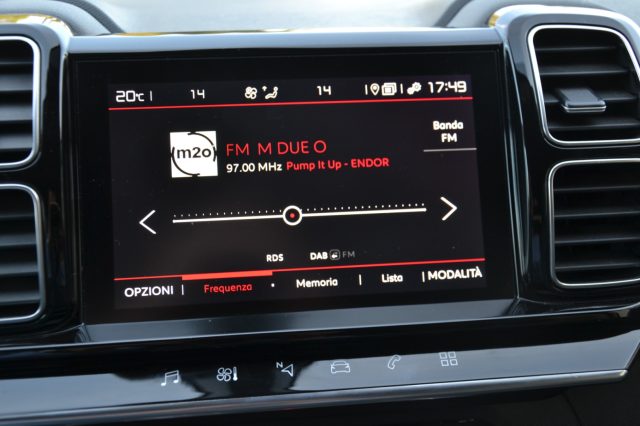 20°C 14 14 17:49
(m2o) FM M DUE O
97.00 MHz Pump It Up - ENDOR
Banda
FM
RDS DAB FM
OPZIONI Frequenza Memoria Lista MODALITÀ
N